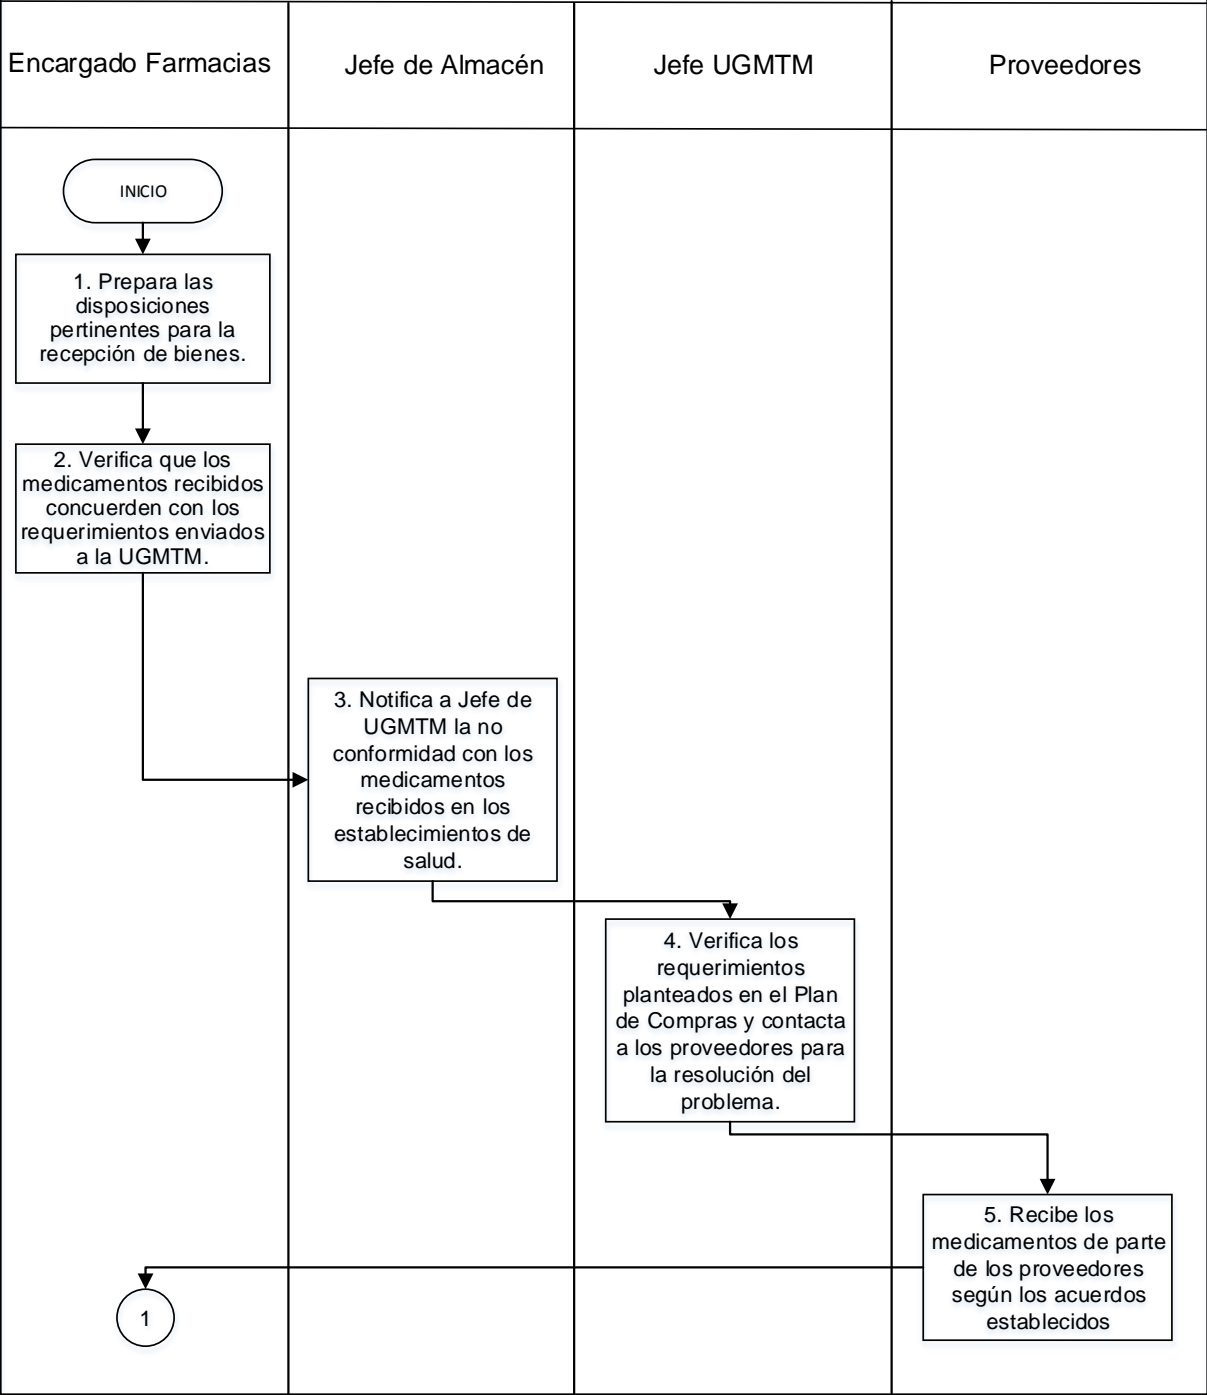 Encargado Farmacias
Jefe de Almacén
Jefe UGMTM
Proveedores
INICIO
1. Prepara las
disposiciones
pertinentes para la
recepción de bienes.
2. Verifica que los
medicamentos recibidos
concuerden con los
requerimientos enviados
a la UGMTM.
3. Notifica a Jefe de
UGMTM la no
conformidad con los
medicamentos
recibidos en los
establecimientos de
salud.
4. Verifica los
requerimientos
planteados en el Plan
de Compras y contacta
a los proveedores para
la resolución del
problema.
5. Recibe los
medicamentos de parte
de los proveedores
según los acuerdos
establecidos
1